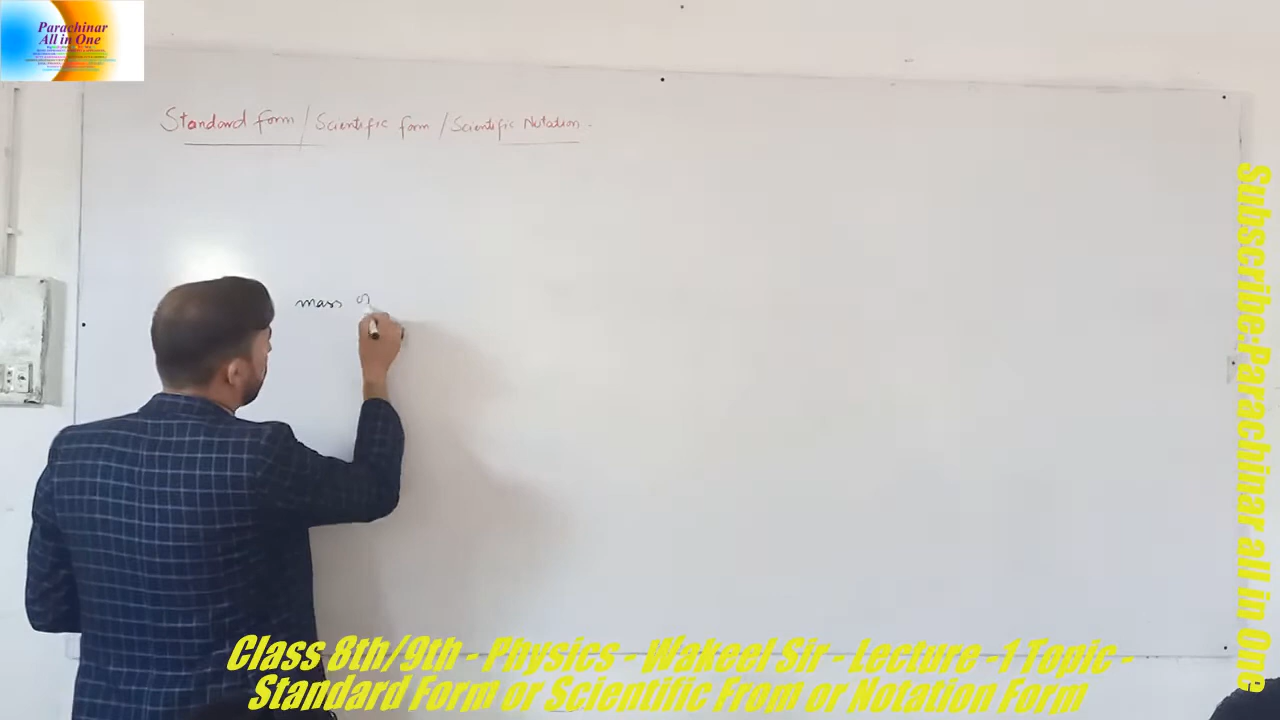 Parachinar
All in One
Standard form / Scientific form / Scientific Notation.
mass o
Subscribe:Parachinar all in One
Class 8th/9th - Physics - Wakeel Sir - Lecture -1 Topic -
Standard Form or Scientific From or Notation Form